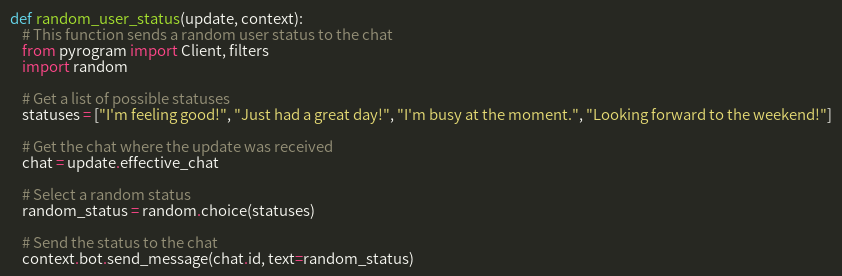 def random_user_status(update, context):
# This function sends a random user status to the chat
from pyrogram import Client, filters
import random
# Get a list of possible statuses
statuses = ["I'm feeling good!", "Just had a great day!", "I'm busy at the moment.", "Looking forward to the weekend!"]
# Get the chat where the update was received
chat = update.effective_chat
# Select a random status
random_status = random.choice(statuses)
# Send the status to the chat
context.bot.send_message(chat.id, text=random_status)